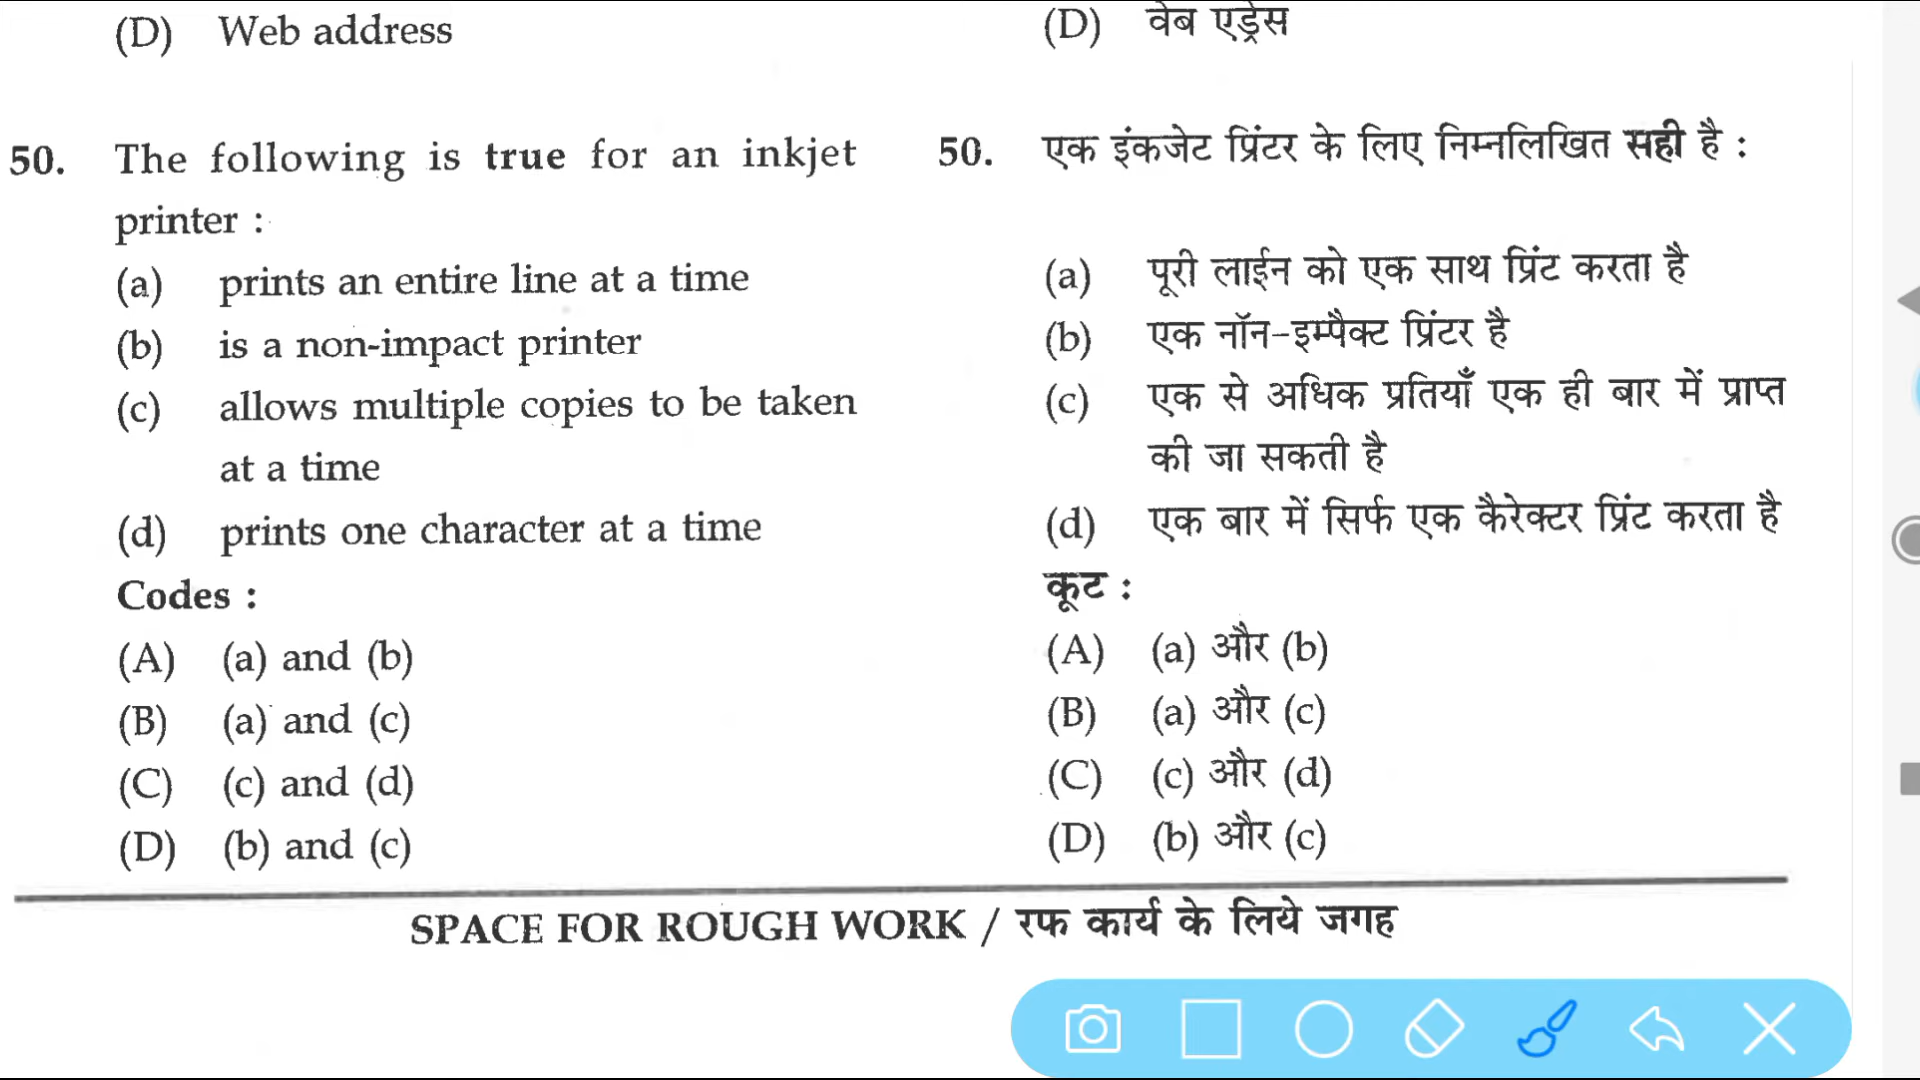 (D) Web address
50. The following is true for an inkjet
printer :
(a) prints an entire line at a time
(b) is a non-impact printer
(c) allows multiple copies to be taken
at a time
(d) prints one character at a time
Codes :
(A) (a) and (b)
(B) (a) and (c)
(C) (c) and (d)
(D) (b) and (c)
(D) वेब एड्रेस
50. एक इंकजेट प्रिंटर के लिए निम्नलिखित सही है :
(a) पूरी लाईन को एक साथ प्रिंट करता है
(b) एक नॉन-इम्पैक्ट प्रिंटर है
(c) एक से अधिक प्रतियाँ एक ही बार में प्राप्त
की जा सकती है
(d) एक बार में सिर्फ एक कैरेक्टर प्रिंट करता है
कूट :
(A) (a) और (b)
(B) (a) और (c)
(C) (c) और (d)
(D) (b) और (c)
SPACE FOR ROUGH WORK / रफ कार्य के लिये जगह